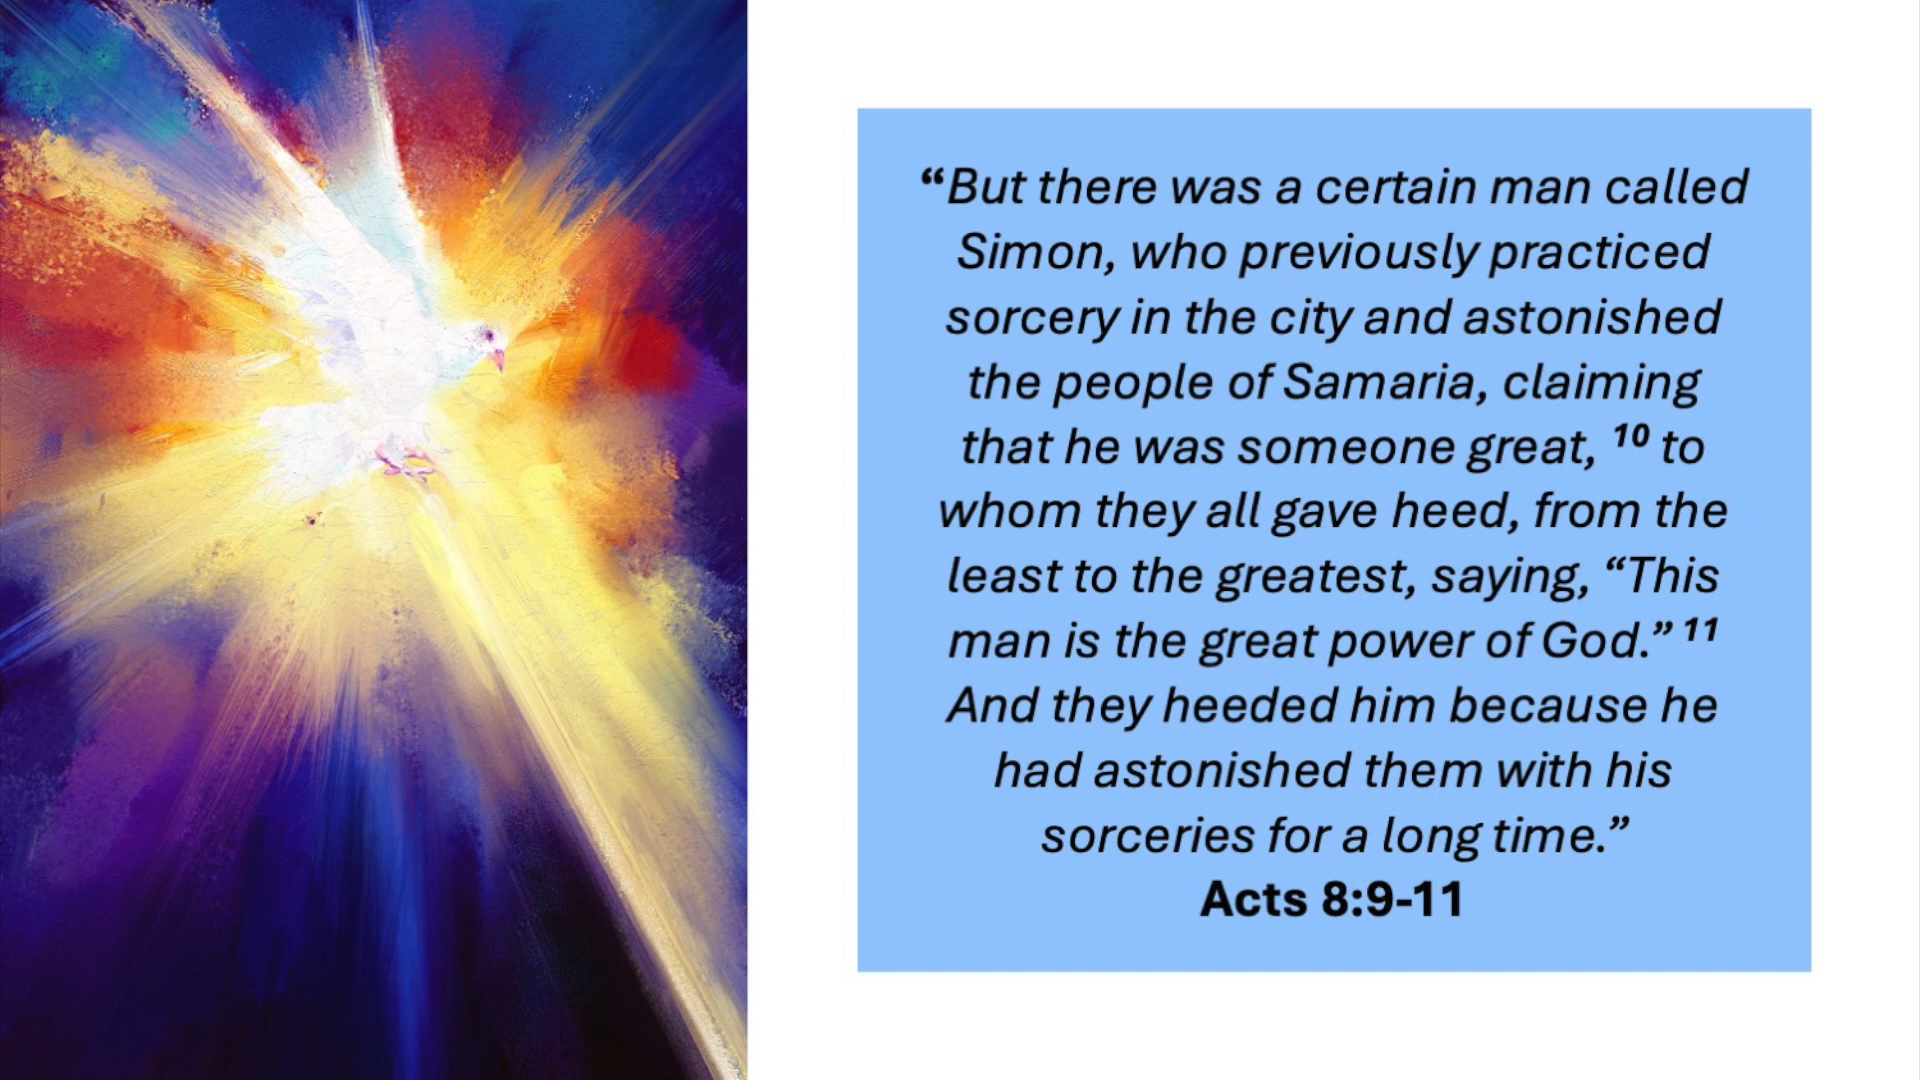 “But there was a certain man called
Simon, who previously practiced
sorcery in the city and astonished
the people of Samaria, claiming
that he was someone great, 10 to
whom they all gave heed, from the
least to the greatest, saying, “This
man is the great power of God.” 11
And they heeded him because he
had astonished them with his
sorceries for a long time.”
Acts 8:9-11